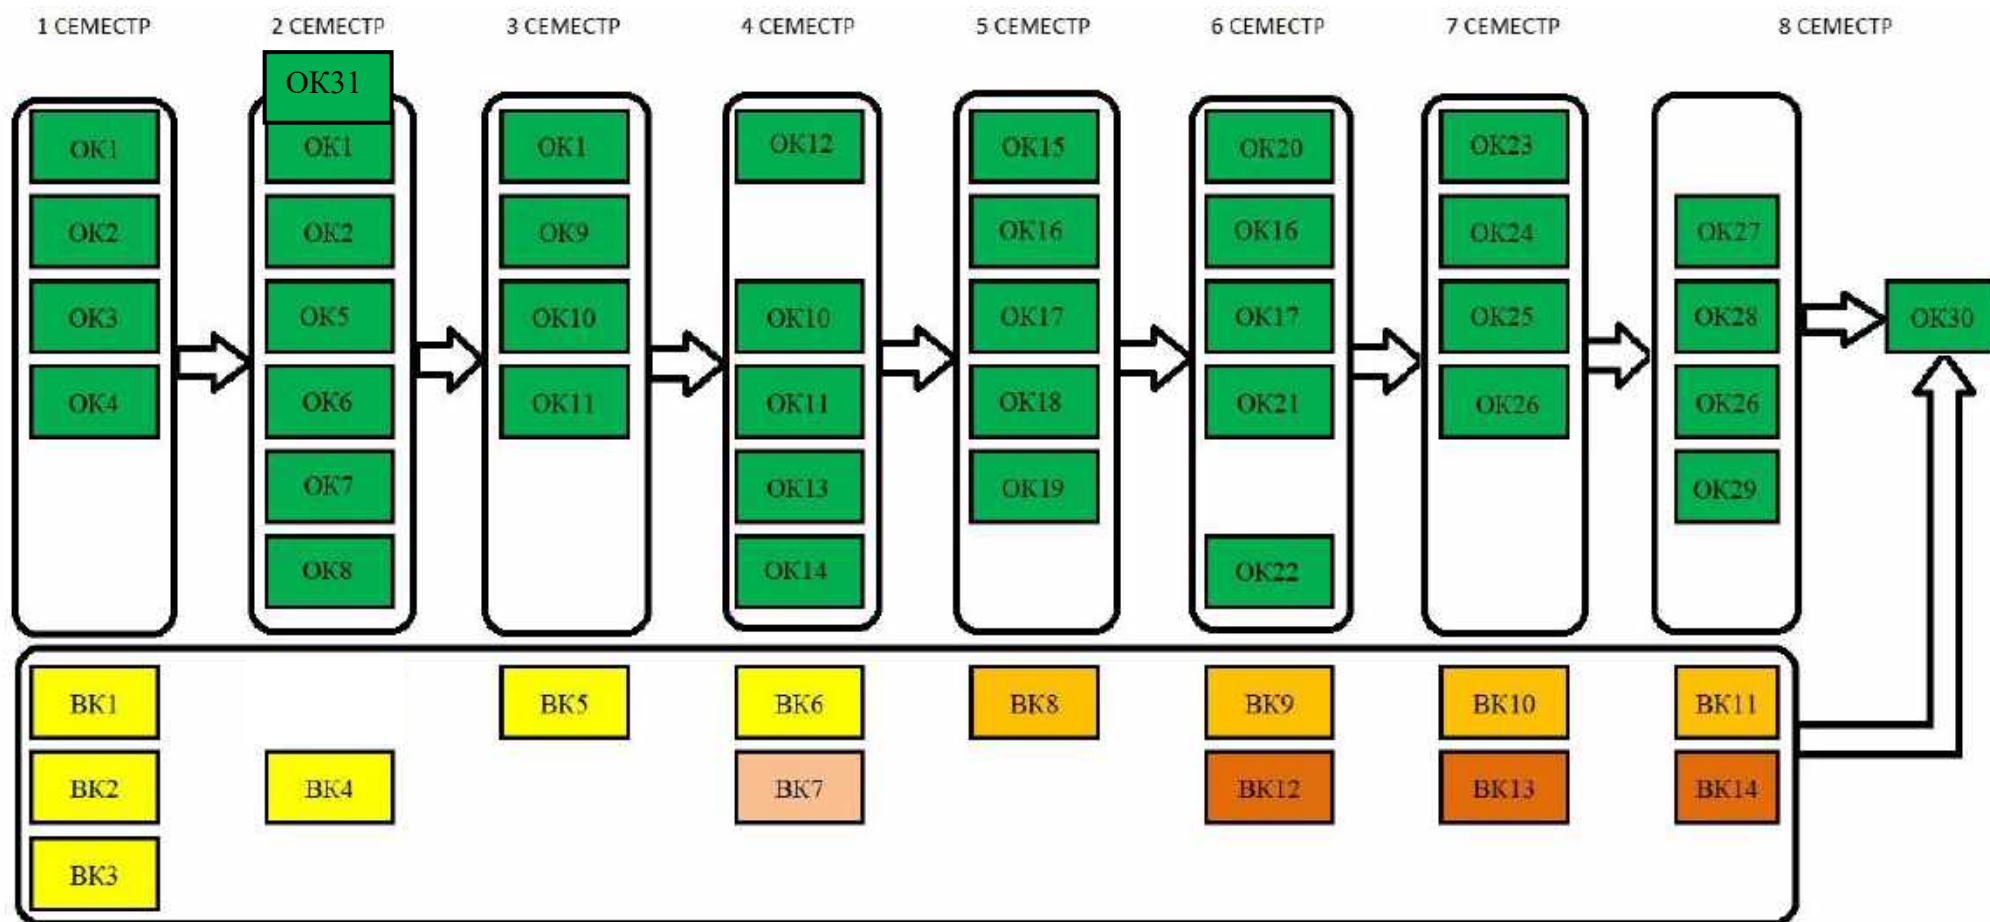 1 СЕМЕСТР 2 СЕМЕСТР 3 СЕМЕСТР 4 СЕМЕСТР 5 СЕМЕСТР 6 СЕМЕСТР 7 СЕМЕСТР 8 СЕМЕСТР
ОК31
ОК1 ОК1 ОК1 ОК12 ОК15 ОК20 ОК23
ОК2 ОК2 ОК9 ОК16 ОК16 ОК24 ОК27
ОК3 ОК5 ОК10 ОК10 ОК17 ОК17 ОК25 ОК28 ОК30
ОК4 ОК6 ОК11 ОК11 ОК18 ОК21 ОК26 ОК26
ОК7 ОК13 ОК19 ОК29
ОК8 ОК14 ОК22
ВК1 ВК5 ВК6 ВК8 ВК9 ВК10 ВК11
ВК2 ВК4 ВК7 ВК12 ВК13 ВК14
ВК3